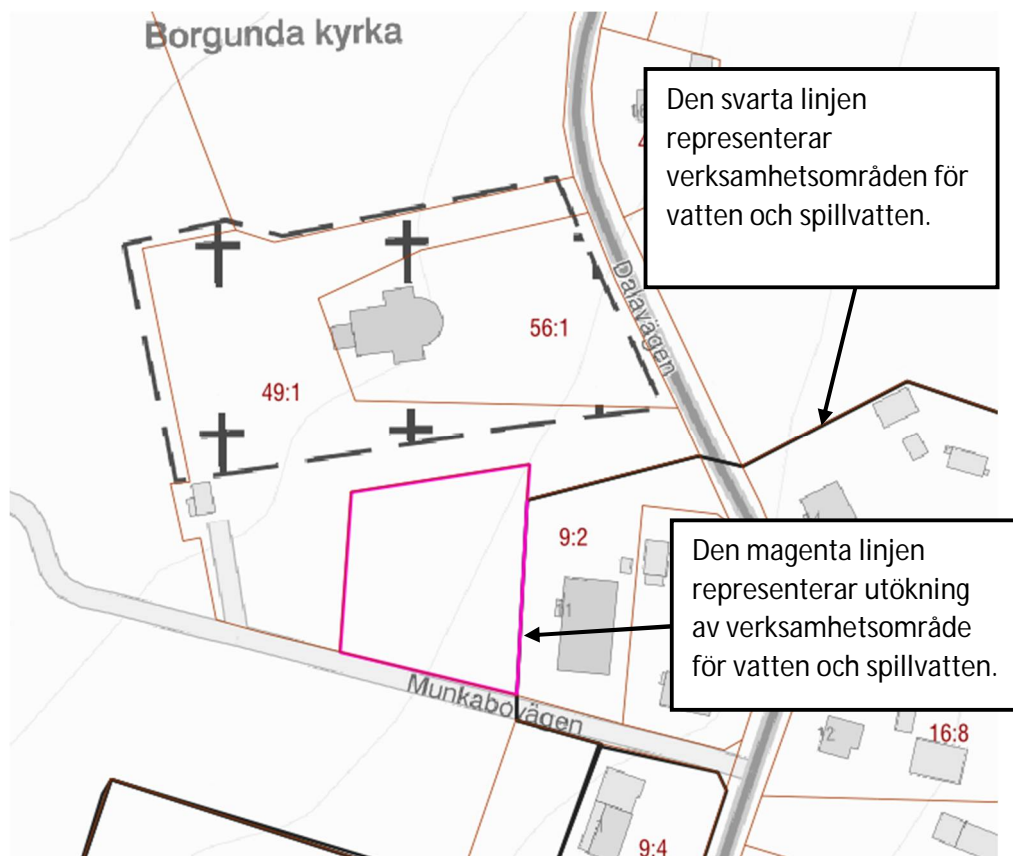 Borgunda kyrka
Den svarta linjen
representerar
verksamhetsområden för
vatten och spillvatten.
Dalavägen
56:1
49:1
9:2
Den magenta linjen
representerar utökning
av verksamhetsområde
för vatten och spillvatten.
Munkabovägen
12
16:8
9:4